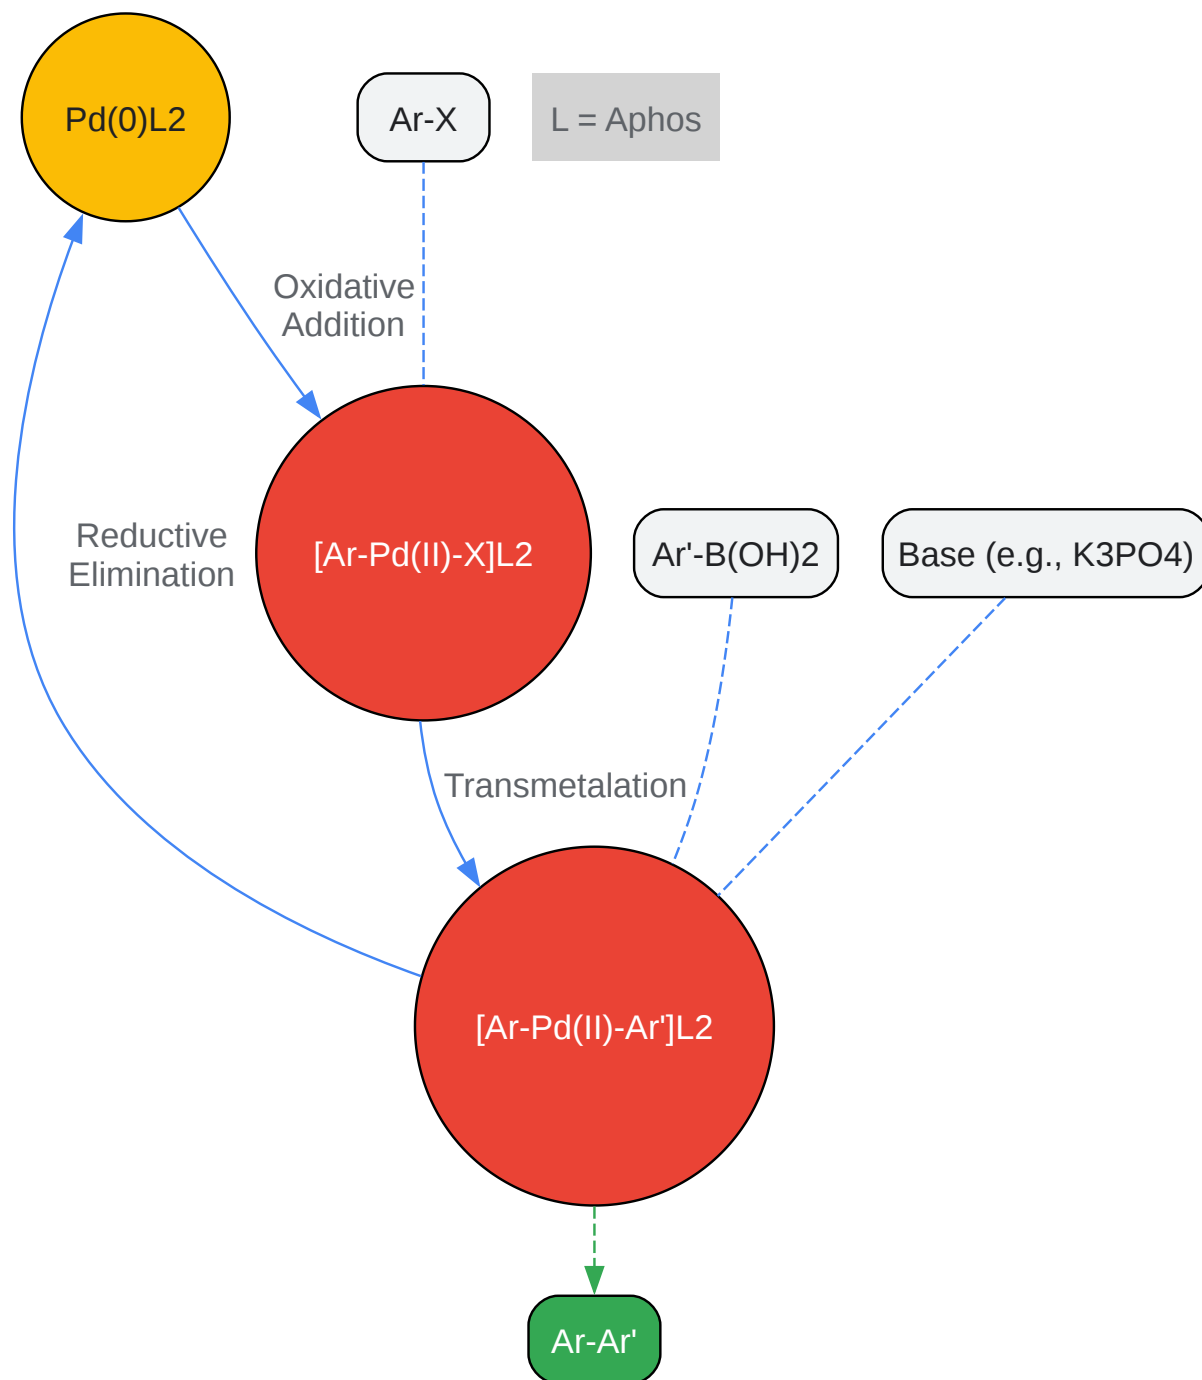 Pd(0)L2
Ar-X
L = Aphos
Oxidative
Addition
Reductive
Elimination
[Ar-Pd(II)-X]L2
Ar'-B(OH)2
Base (e.g., K3PO4)
Transmetalation
[Ar-Pd(II)-Ar']L2
Ar-Ar'